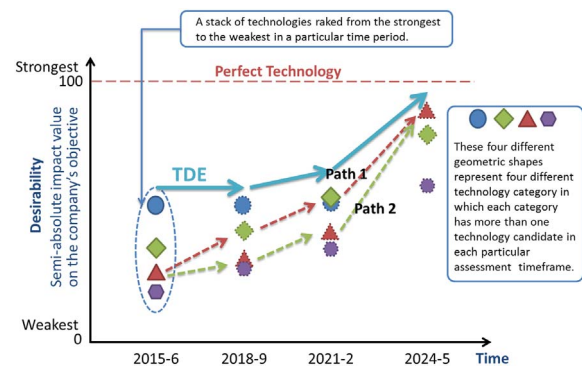 A stack of technologies raked from the strongest
to the weakest in a particular time period.
Strongest
100
Perfect Technology
Desirability
Semi-absolute impact value
on the company's objective
TDE
Path 1
Path 2
These four different
geometric shapes
represent four different
technology category in
which each category
has more than one
technology candidate in
each particular
assessment timeframe.
Weakest
0
2015-6
2018-9
2021-2
2024-5
Time